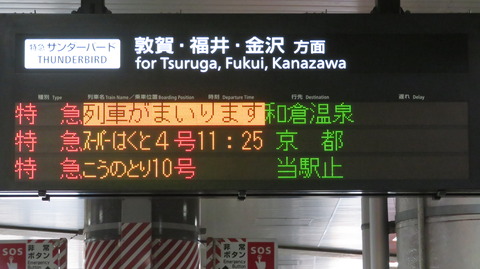 特急 サンダーバード
THUNDERBIRD
敦賀・福井・金沢 方面
for Tsuruga, Fukui, Kanazawa
種別 Type 列車名 Train Name /乗車位置 Boarding Position 時刻 Departure Time 行先 Destination 遅れ Delay
特急 列車がまいります 和倉温泉
特急 スーパーはくと4号 11:25 京都
特急 こうのとり10号 当駅止
SOS
非常ボタン
Emergency Button
非常ボタン
Emergency Button
SOS